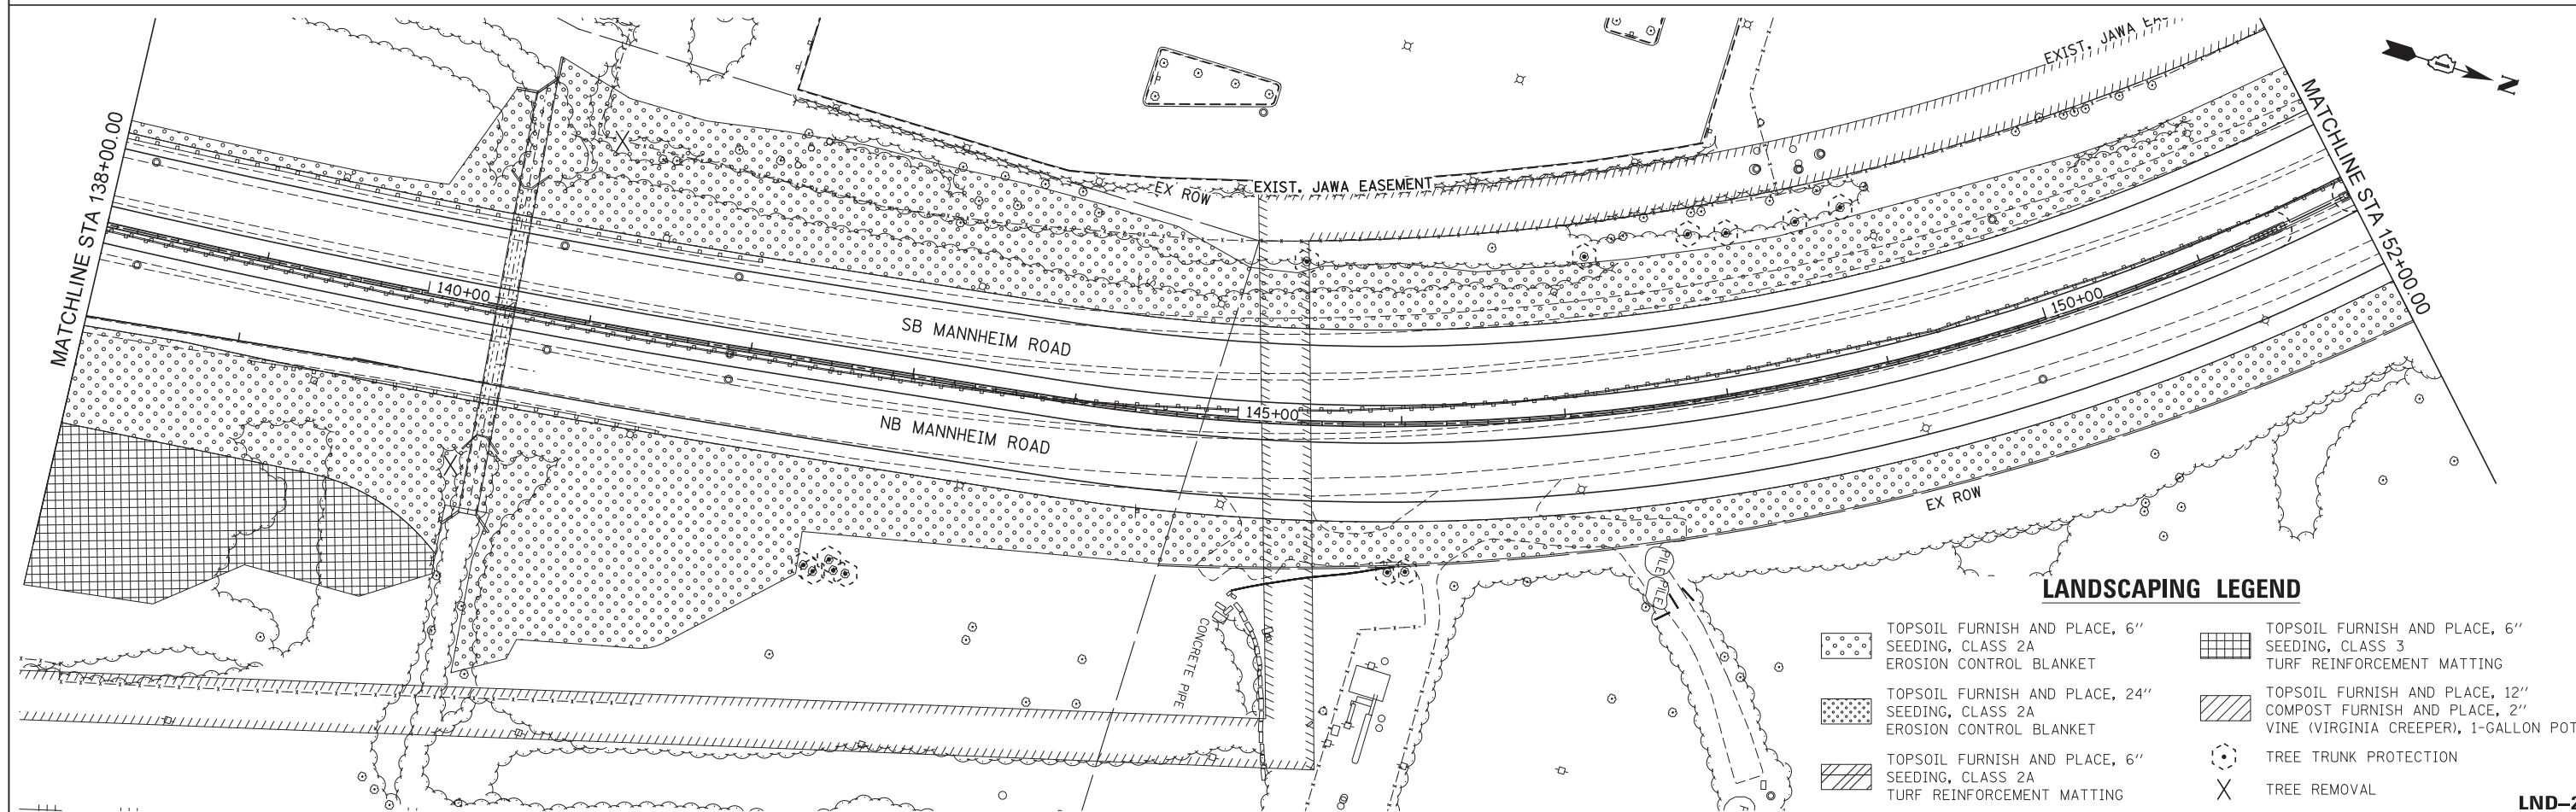 EXIST. JAWA
N
MATCHLINE STA 138+00.00
MATCHLINE STA 152+00.00
EX ROW
EXIST. JAWA EASEMENT
140+00
SB MANNHEIM ROAD
150+00
145+00
NB MANNHEIM ROAD
EX ROW
PILE
PILE
CONCRETE PIPE
LANDSCAPING LEGEND
TOPSOIL FURNISH AND PLACE, 6"
SEEDING, CLASS 2A
EROSION CONTROL BLANKET
TOPSOIL FURNISH AND PLACE, 24"
SEEDING, CLASS 2A
EROSION CONTROL BLANKET
TOPSOIL FURNISH AND PLACE, 6"
SEEDING, CLASS 2A
TURF REINFORCEMENT MATTING
TOPSOIL FURNISH AND PLACE, 6"
SEEDING, CLASS 3
TURF REINFORCEMENT MATTING
TOPSOIL FURNISH AND PLACE, 12"
COMPOST FURNISH AND PLACE, 2"
VINE (VIRGINIA CREEPER), 1-GALLON POT
TREE TRUNK PROTECTION
TREE REMOVAL